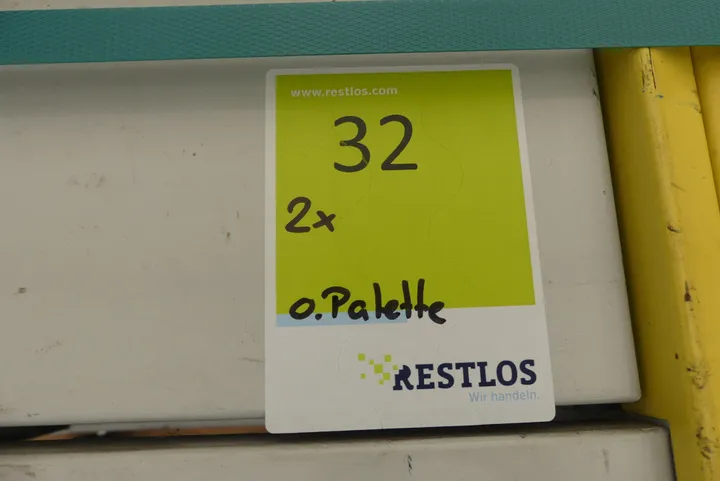 www.restlos.com
32
2x
o.Palette
RESTLOS
Wir handeln.